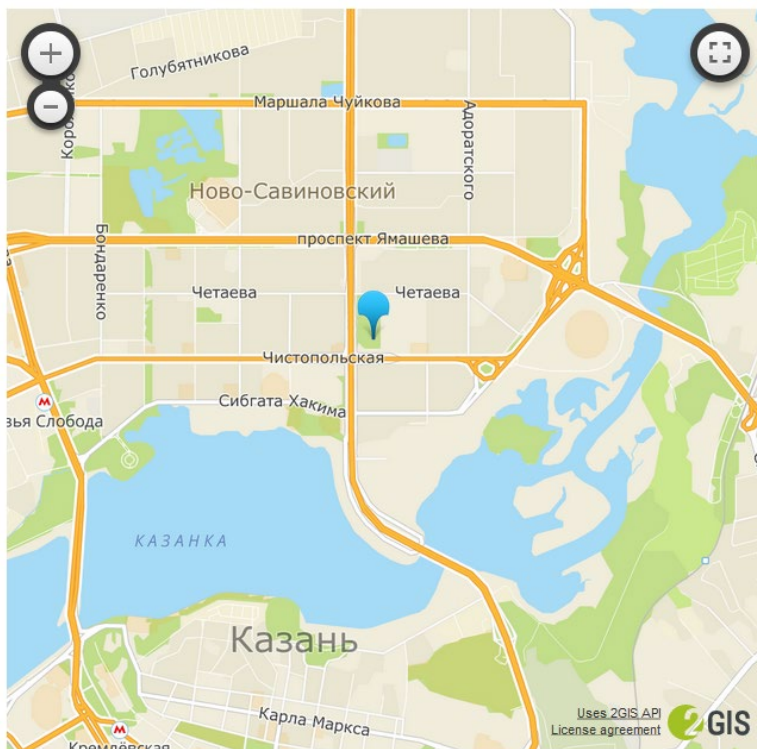 Голубятникова
Маршала Чуйкова
Адоратского
Ново-Савиновский
Бондаренко
проспект Ямашева
Четаева
Четаева
Чистопольская
Сибгата Хакима
М
КАЗАНКА
Казань
Карла Маркса
М
Кремлёвская
Uses 2GIS API
License agreement
2GIS